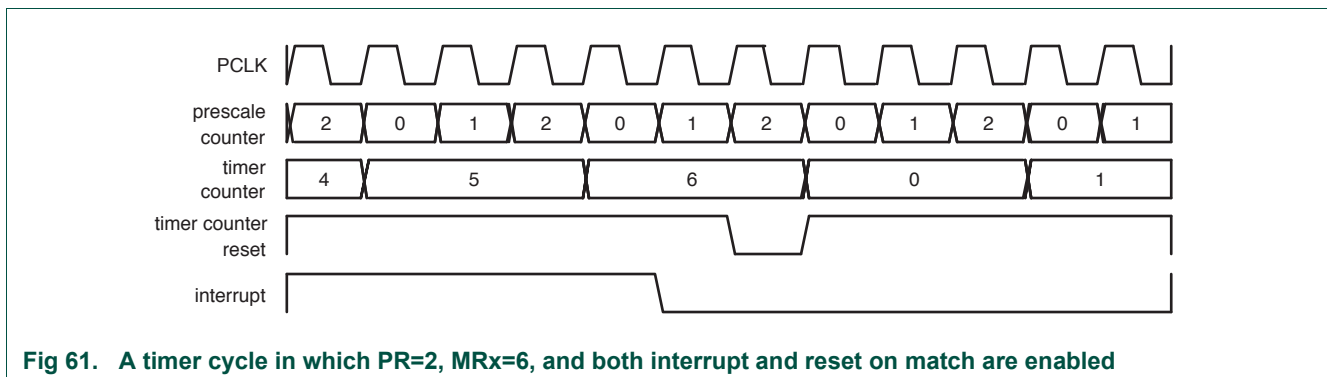 PCLK
prescale
counter
2 0 1 2 0 1 2 0 1 2 0 1
timer
counter
4 5 6 0 1
timer counter
reset
interrupt
Fig 61. A timer cycle in which PR=2, MRx=6, and both interrupt and reset on match are enabled